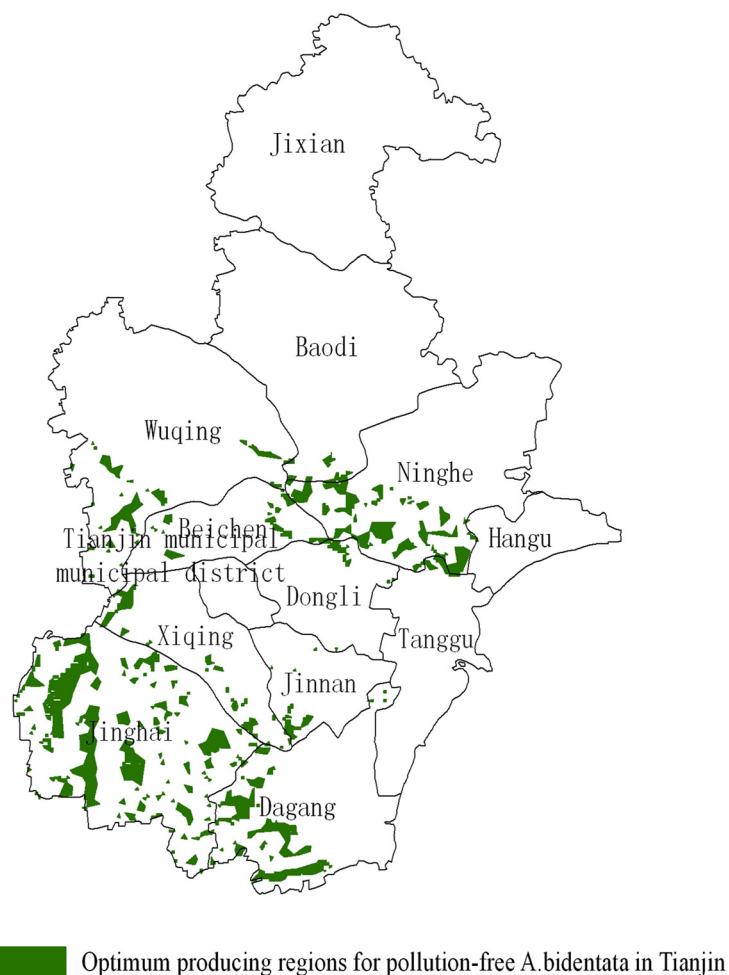 Jixian
Baodi
Wuqing
Ninghe
Beichen
Hangu
Tianjin municipal
municipal district
Dongli
Xiqing
Tanggu
Jinnan
Jinghai
Dagang
Optimum producing regions for pollution-free A.bidentata in Tianjin